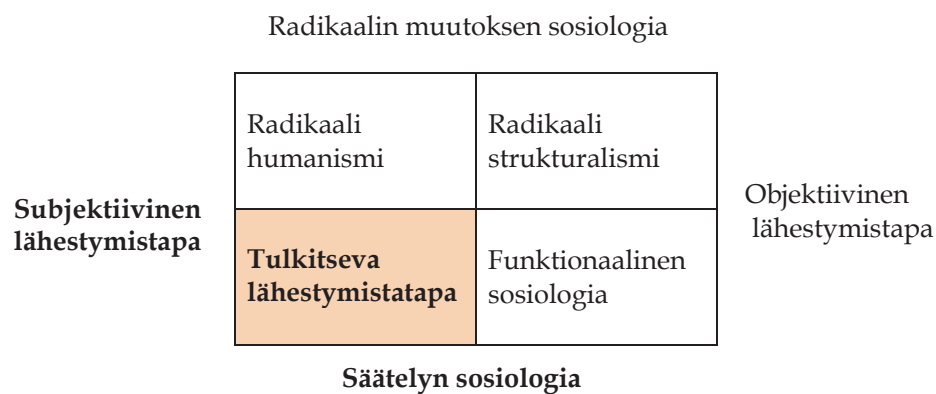 Radikaalin muutoksen sosiologia
Radikaali
humanismi
Radikaali
strukturalismi
Subjektiivinen
lähestymistapa
Objektiivinen
lähestymistapa
Tulkitseva
lähestymistatapa
Funktionaalinen
sosiologia
Säätelyn sosiologia